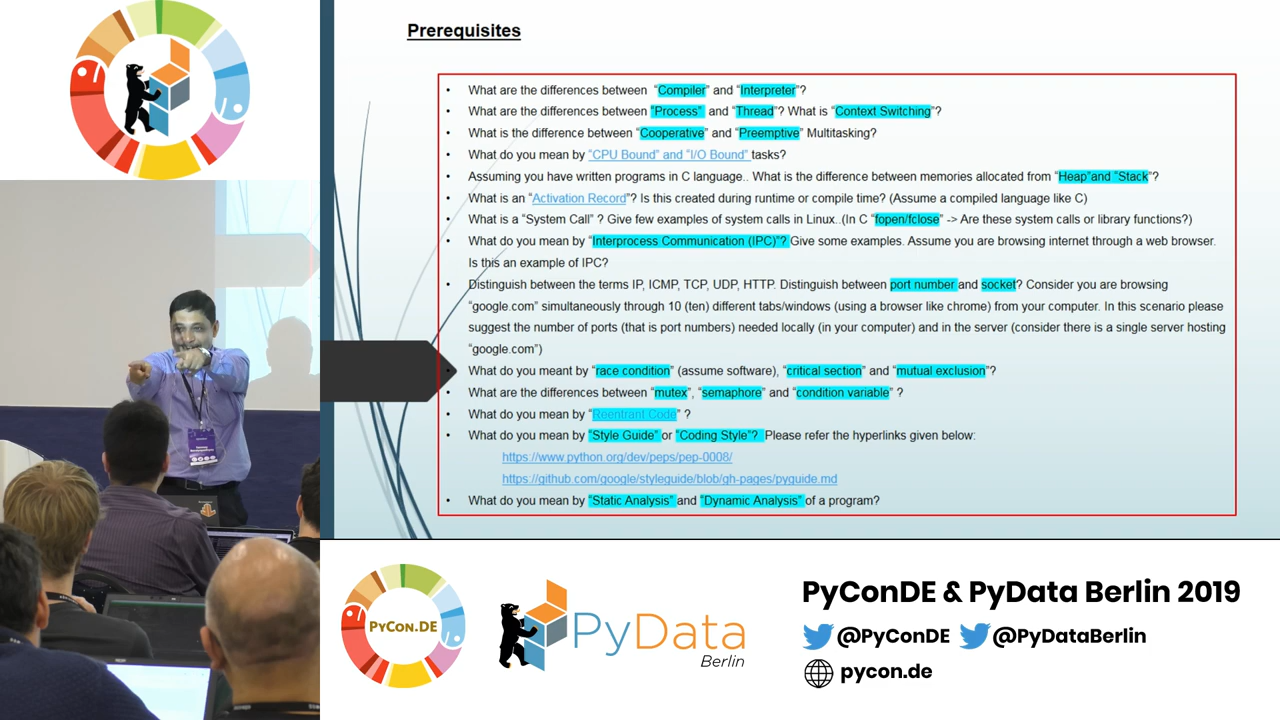 Prerequisites
• What are the differences between “Compiler” and “Interpreter”?
• What are the differences between “Process” and “Thread”? What is “Context Switching”?
• What is the difference between “Cooperative” and “Preemptive” Multitasking?
• What do you mean by “CPU Bound” and “I/O Bound” tasks?
• Assuming you have written programs in C language.. What is the difference between memories allocated from “Heap”and “Stack”?
• What is an “Activation Record”? Is this created during runtime or compile time? (Assume a compiled language like C)
• What is a “System Call” ? Give few examples of system calls in Linux..(In C “fopen/fclose” -> Are these system calls or library functions?)
• What do you mean by “Interprocess Communication (IPC)”? Give some examples. Assume you are browsing internet through a web browser.
Is this an example of IPC?
• Distinguish between the terms IP, ICMP, TCP, UDP, HTTP. Distinguish between port number and socket? Consider you are browsing
“google.com” simultaneously through 10 (ten) different tabs/windows (using a browser like chrome) from your computer. In this scenario please
suggest the number of ports (that is port numbers) needed locally (in your computer) and in the server (consider there is a single server hosting
“google.com”)
• What do you meant by “race condition” (assume software), “critical section” and “mutual exclusion”?
• What are the differences between “mutex”, “semaphore” and “condition variable” ?
• What do you mean by “Reentrant Code” ?
• What do you mean by “Style Guide” or “Coding Style”? Please refer the hyperlinks given below:
https://www.python.org/dev/peps/pep-0008/
https://github.com/google/styleguide/blob/gh-pages/pyguide.md
• What do you mean by “Static Analysis” and “Dynamic Analysis” of a program?
PYCON.DE
PyData
Berlin
PyConDE & PyData Berlin 2019
@PyConDE @PyDataBerlin
pycon.de